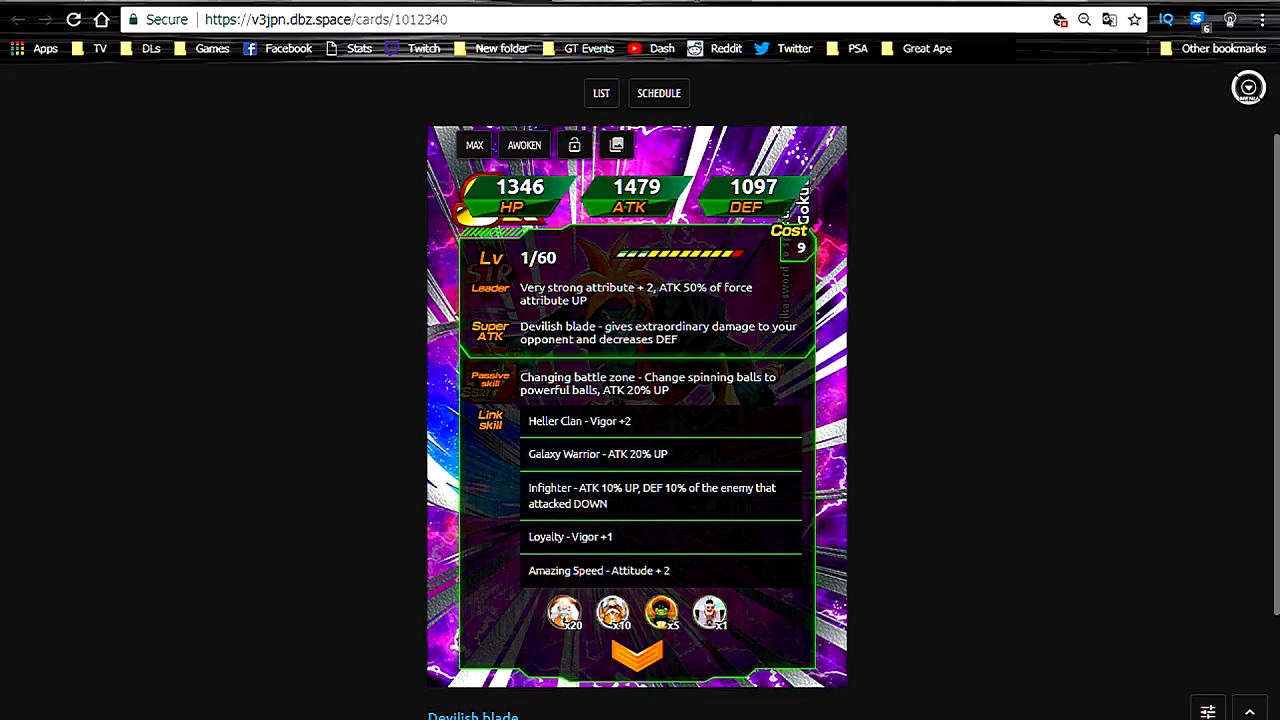 Secure https://v3jpn.dbz.space/cards/1012340
6
Apps TV DLs Games Facebook Stats Twitch New folder GT Events Dash Reddit Twitter PSA Great Ape Other bookmarks
LIST SCHEDULE
MENU
MAX AWOKEN
1346 1479 1097
HP ATK DEF
Goku
Cost
9
Lv 1/60
Leader Very strong attribute + 2, ATK 50% of force
attribute UP
Super Devilish blade - gives extraordinary damage to your
ATK opponent and decreases DEF
Passive Changing battle zone - Change spinning balls to
skill powerful balls, ATK 20% UP
Link
skill
Heller Clan - Vigor +2
Galaxy Warrior - ATK 20% UP
Infighter - ATK 10% UP, DEF 10% of the enemy that
attacked DOWN
Loyalty - Vigor +1
Amazing Speed - Attitude + 2
x20 x10 x5 x1
Devilish blade